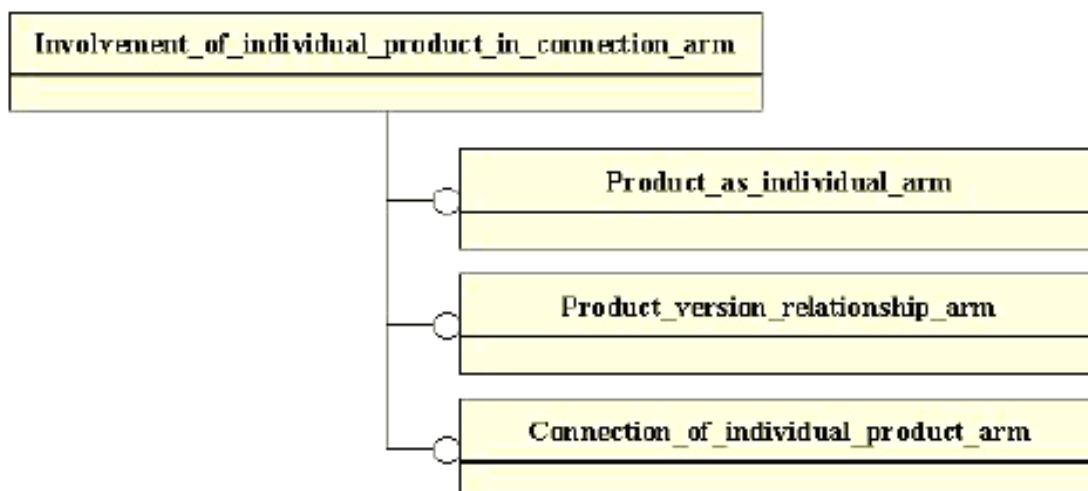 Involvement_of_individual_product_in_connection_arm
Product_as_individual_arm
Product_version_relationship_arm
Connection_of_individual_product_arm